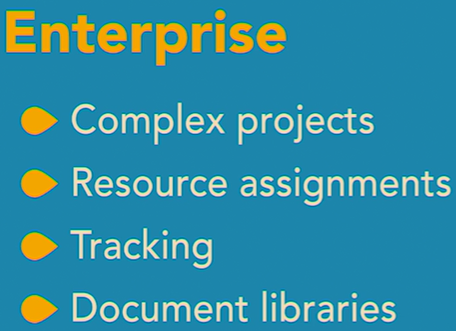 Enterprise
Complex projects
Resource assignments
Tracking
Document libraries